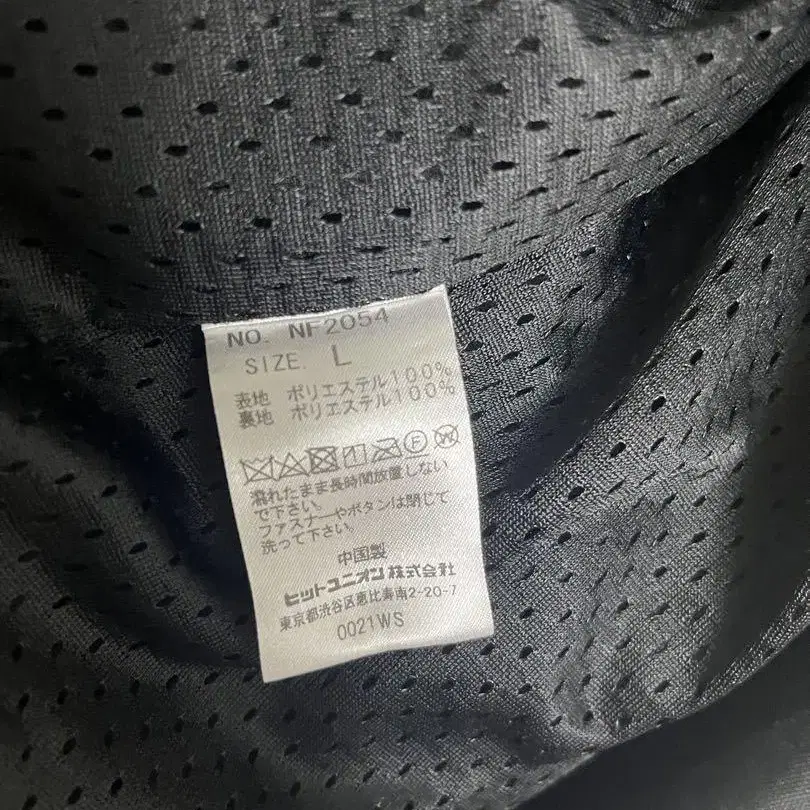 NO. NF2054
SIZE. L
表地 ポリエステル100%
裏地 ポリエステル100%
F W
濡れたまま長時間放置しない
で下さい。
ファスナーやボタンは閉じて
洗って下さい。
中国製
ヒットユニオン株式会社
東京都渋谷区恵比寿南2-20-7
0021WS